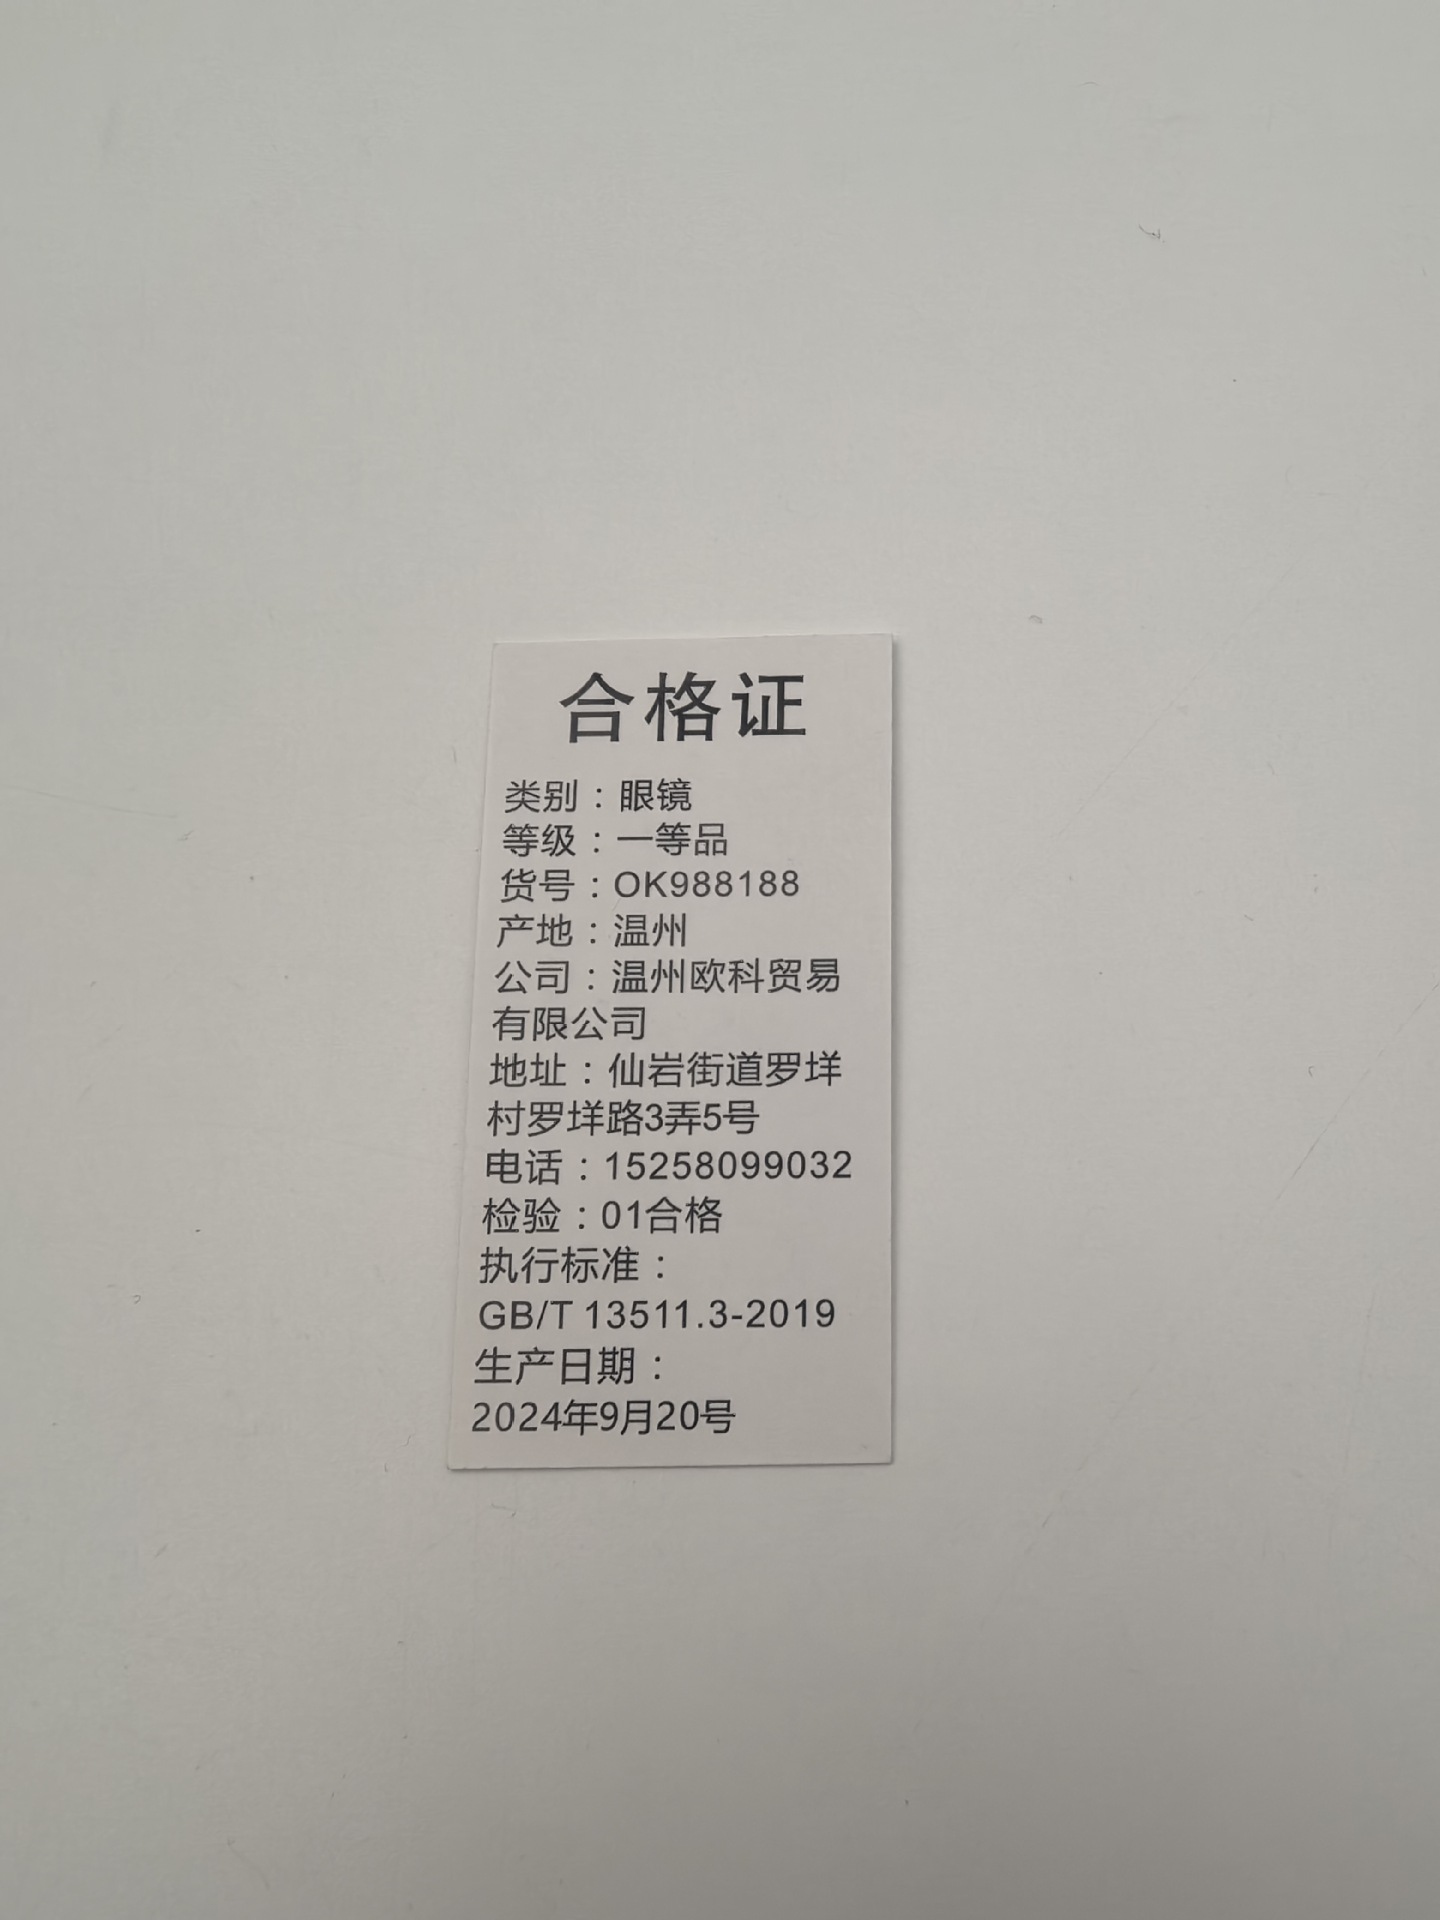 合格证
类别：眼镜
等级：一等品
货号：OK988188
产地：温州
公司：温州欧科贸易
有限公司
地址：仙岩街道罗垟
村罗垟路3弄5号
电话：15258099032
检验：01合格
执行标准：
GB/T 13511.3-2019
生产日期：
2024年9月20号